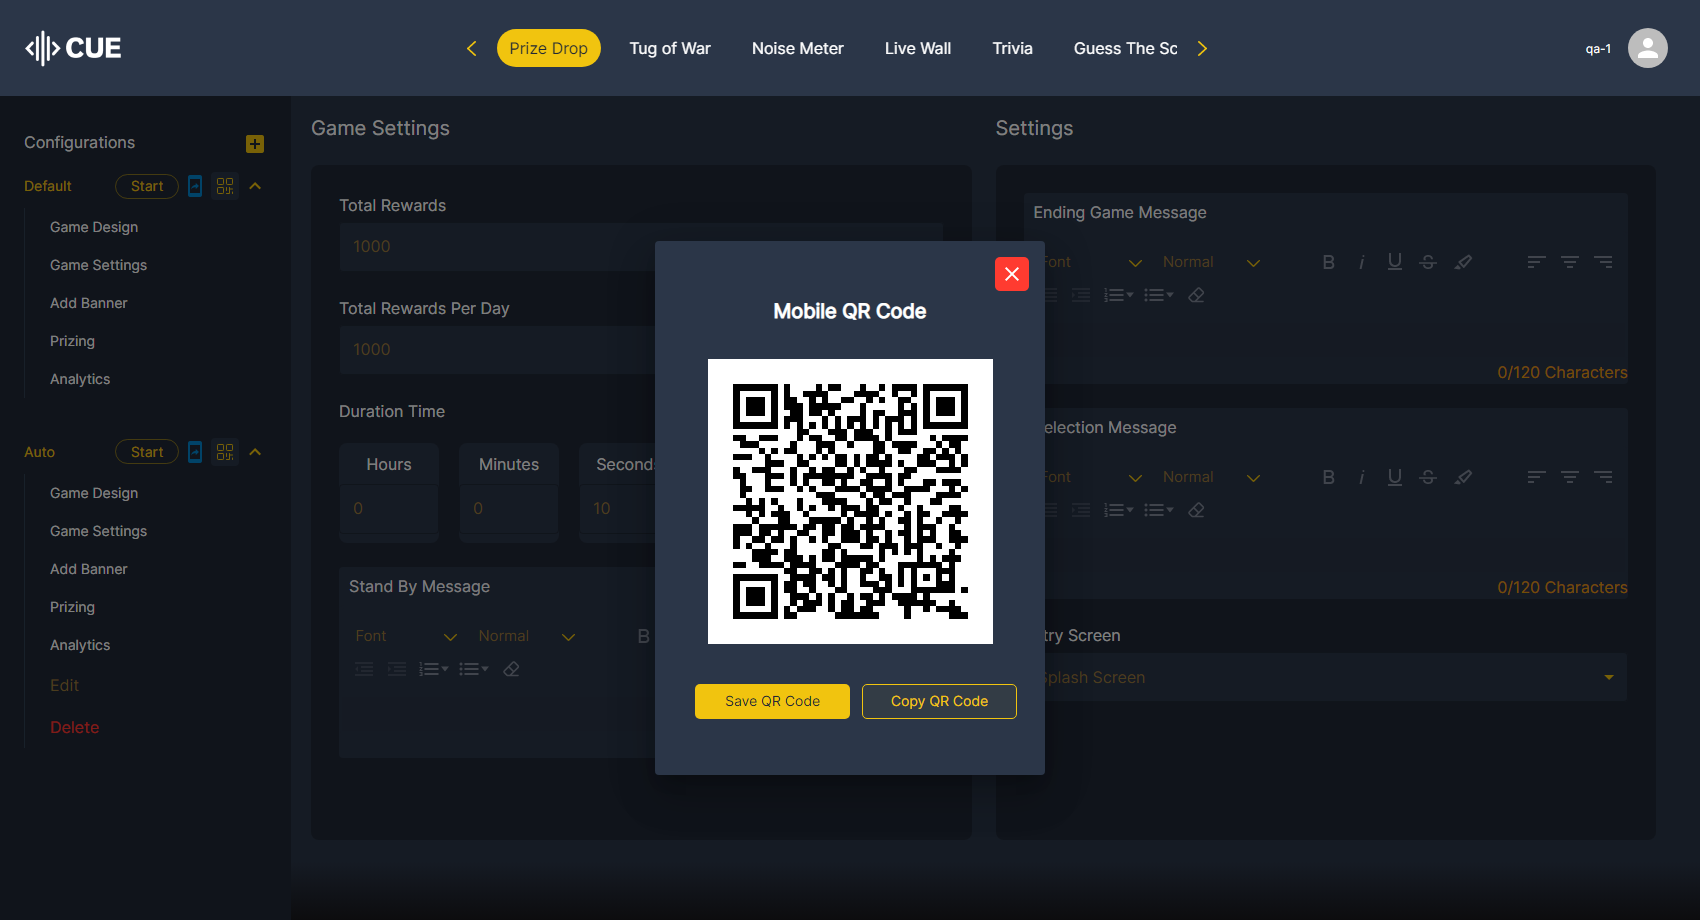 CUE
Prize Drop
Tug of War
Noise Meter
Live Wall
Trivia
Guess The Sc
qa-1
Configurations
Default
Start
Game Design
Game Settings
Add Banner
Prizing
Analytics
Auto
Start
Game Design
Game Settings
Add Banner
Prizing
Analytics
Edit
Delete
Game Settings
Total Rewards
1000
Total Rewards Per Day
1000
Duration Time
Hours
Minutes
Seconds
0
0
10
Stand By Message
Font
Normal
B
Mobile QR Code
Save QR Code
Copy QR Code
Settings
Ending Game Message
Font
Normal
B i U S
0/120 Characters
election Message
Font
Normal
B i U S
0/120 Characters
try Screen
Splash Screen